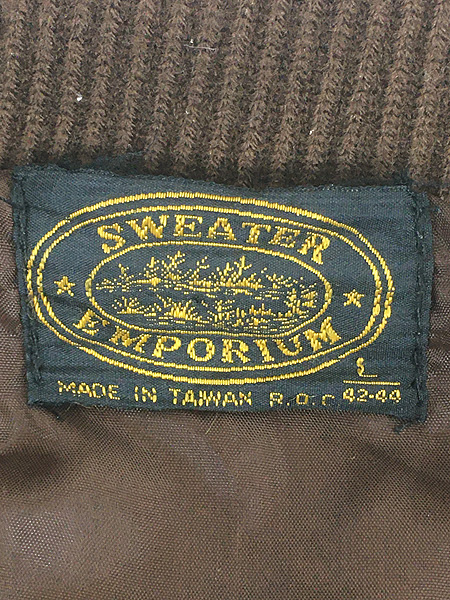 SWEATER
EMPORIUM
L
MADE IN TAIWAN R.O.C. 42-44